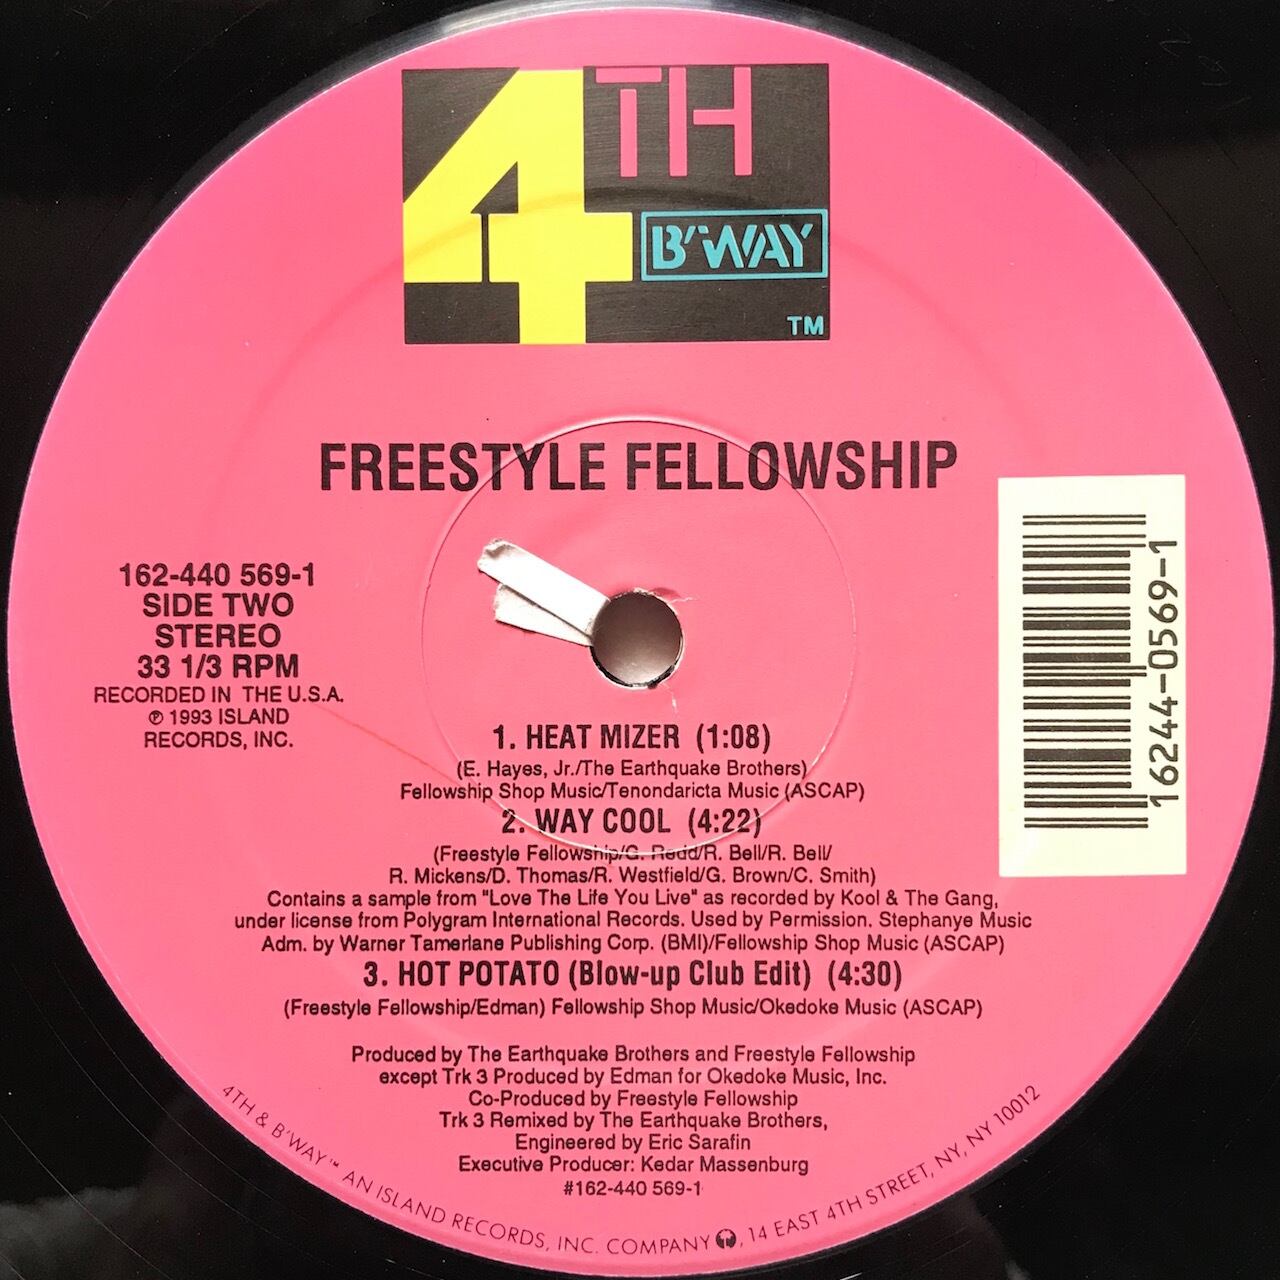 4TH
B'WAY
TM
FREESTYLE FELLOWSHIP
162-440 569-1
SIDE TWO
STEREO
33 1/3 RPM
RECORDED IN THE U.S.A.
℗ 1993 ISLAND
RECORDS, INC.
16244-0569-1
1. HEAT MIZER (1:08)
(E. Hayes, Jr./The Earthquake Brothers)
Fellowship Shop Music/Tenondaricta Music (ASCAP)
2. WAY COOL (4:22)
(Freestyle Fellowship/G. Redd/R. Bell/R. Bell/
R. Mickens/D. Thomas/R. Westfield/G. Brown/C. Smith)
Contains a sample from "Love The Life You Live" as recorded by Kool & The Gang,
under license from Polygram International Records. Used by Permission. Stephanye Music
Adm. by Warner Tamerlane Publishing Corp. (BMI)/Fellowship Shop Music (ASCAP)
3. HOT POTATO (Blow-up Club Edit) (4:30)
(Freestyle Fellowship/Edman) Fellowship Shop Music/Okedoke Music (ASCAP)
Produced by The Earthquake Brothers and Freestyle Fellowship
except Trk 3 Produced by Edman for Okedoke Music, Inc.
Co-Produced by Freestyle Fellowship
Trk 3 Remixed by The Earthquake Brothers,
Engineered by Eric Sarafin
Executive Producer: Kedar Massenburg
#162-440 569-1
4TH & B'WAY™ AN ISLAND RECORDS, INC. COMPANY, 14 EAST 4TH STREET, NY, NY 10012